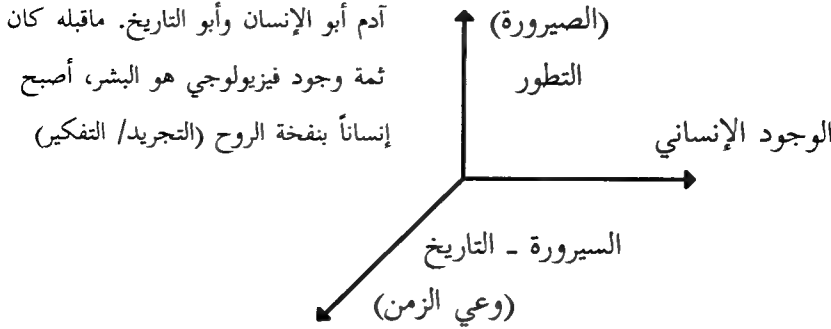 آدم أبو الإنسان وأبو التاريخ. ماقبله كان
ثمة وجود فيزيولوجي هو البشر، أصبح
إنساناً بنفخة الروح (التجريد/ التفكير)
(الصيرورة)
التطور
الوجود الإنساني
السيرورة ـ التاريخ
(وعي الزمن)